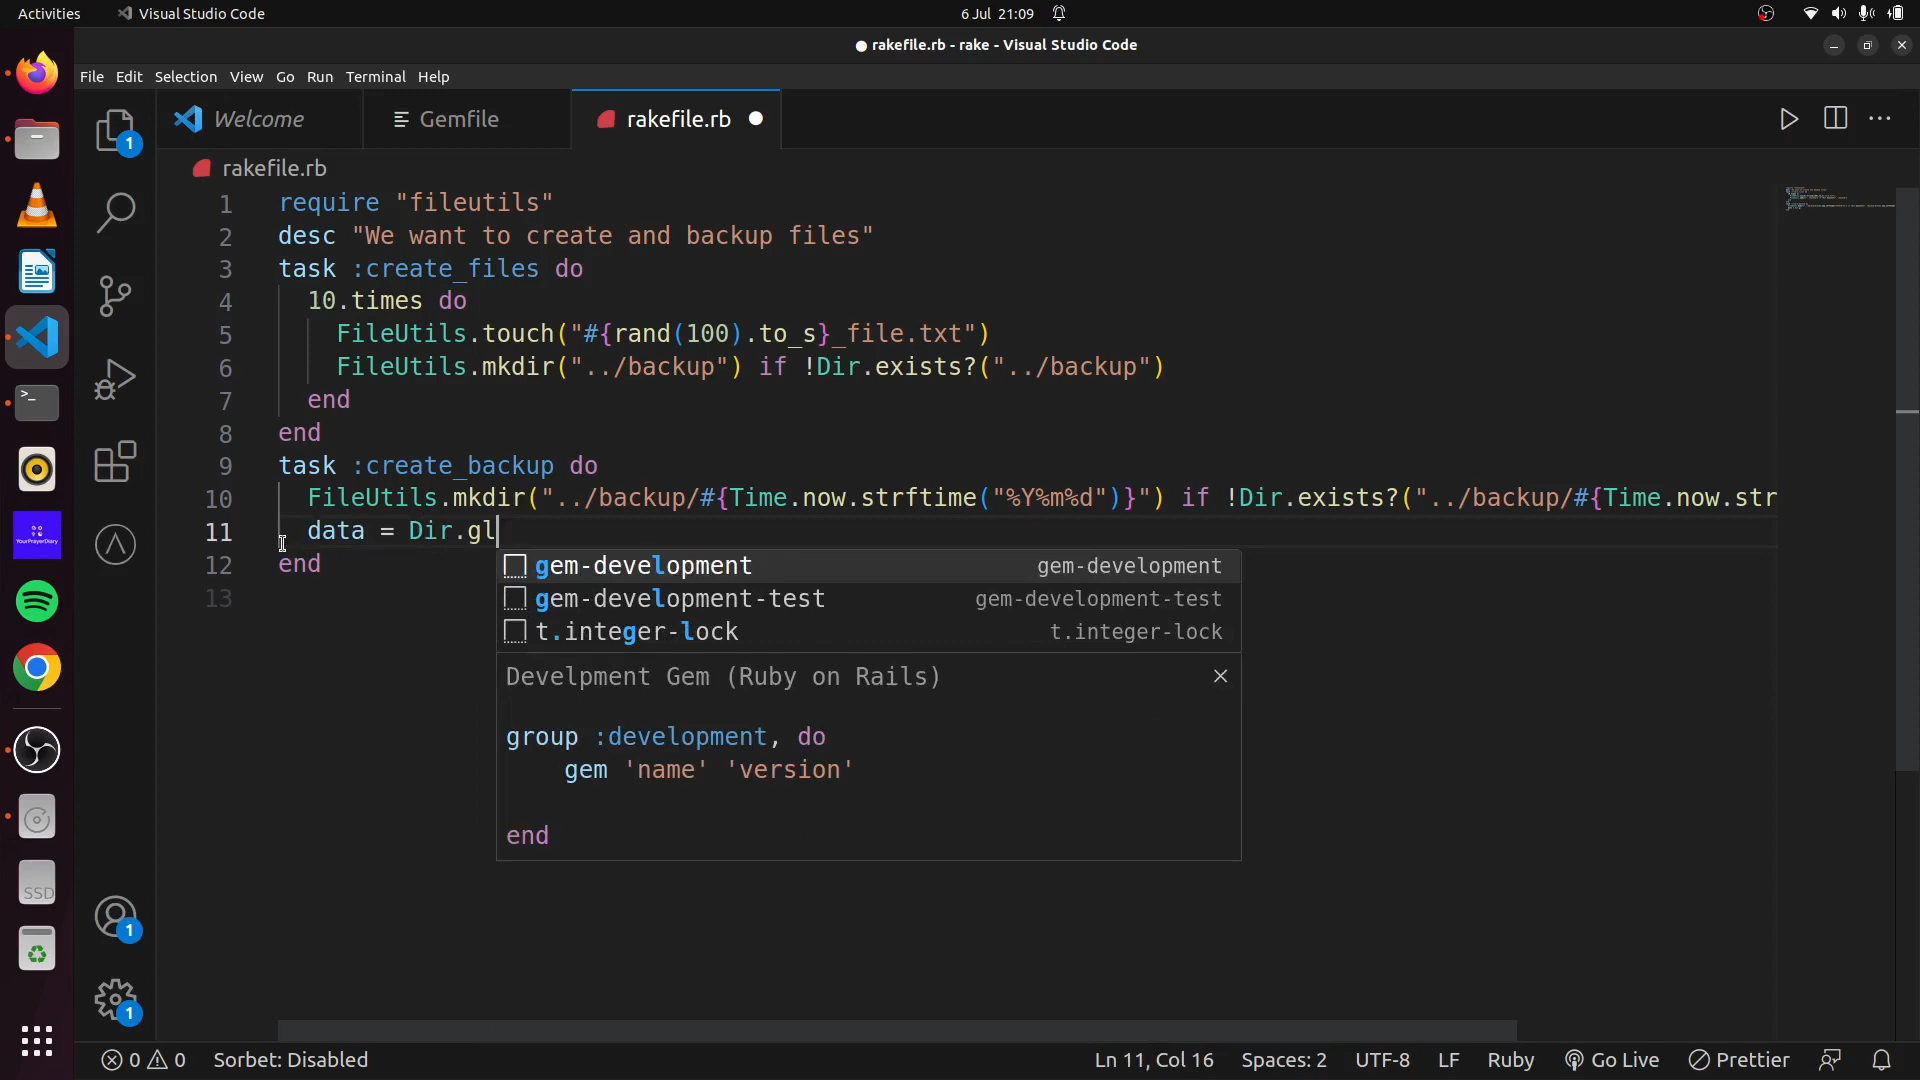 Activities Visual Studio Code 6 Jul 21:09
rakefile.rb - rake - Visual Studio Code
File Edit Selection View Go Run Terminal Help
1 Welcome Gemfile rakefile.rb
rakefile.rb
1 require "fileutils"
2 desc "We want to create and backup files"
3 task :create_files do
4 10.times do
5 FileUtils.touch("#{rand(100).to_s}_file.txt")
6 FileUtils.mkdir("../backup") if !Dir.exists?("../backup")
7 end
8 end
9 task :create_backup do
10 FileUtils.mkdir("../backup/#{Time.now.strftime("%Y%m%d")}") if !Dir.exists?("../backup/#{Time.now.str
11 data = Dir.gl
12 end
13
gem-development gem-development
gem-development-test gem-development-test
t.integer-lock t.integer-lock
Develpment Gem (Ruby on Rails)
group :development, do
gem 'name' 'version'
end
YourPrayerDiary
SSD
1
1
0 0 Sorbet: Disabled Ln 11, Col 16 Spaces: 2 UTF-8 LF Ruby Go Live Prettier